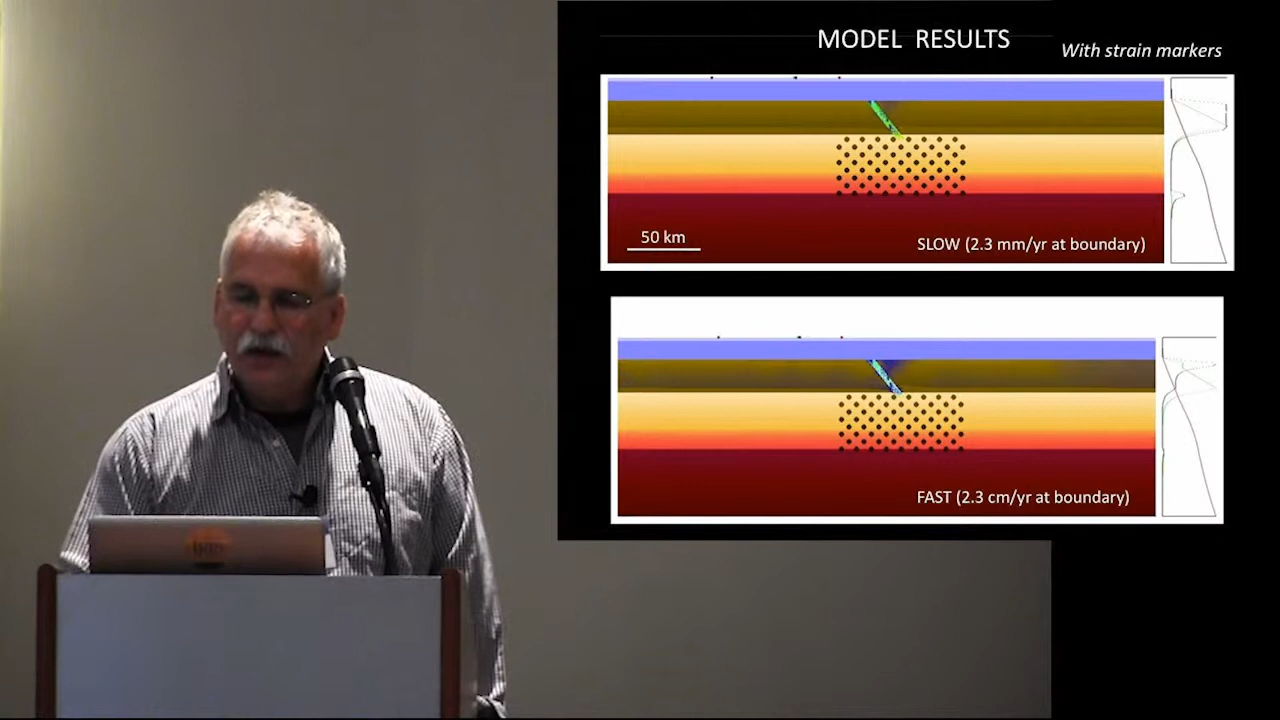 MODEL RESULTS
With strain markers
50 km
SLOW (2.3 mm/yr at boundary)
FAST (2.3 cm/yr at boundary)